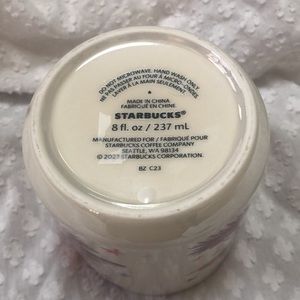 DO NOT MICROWAVE. HAND WASH ONLY
NE PAS PASSER AU FOUR À MICRO-ONDES
LAVER À LA MAIN SEULEMENT.
MADE IN CHINA
FABRIQUÉ EN CHINE.
STARBUCKS®
8 fl. oz / 237 mL
MANUFACTURED FOR / FABRIQUÉ POUR
STARBUCKS COFFEE COMPANY
SEATTLE, WA 98134
© 2023 STARBUCKS CORPORATION.
BZ C23